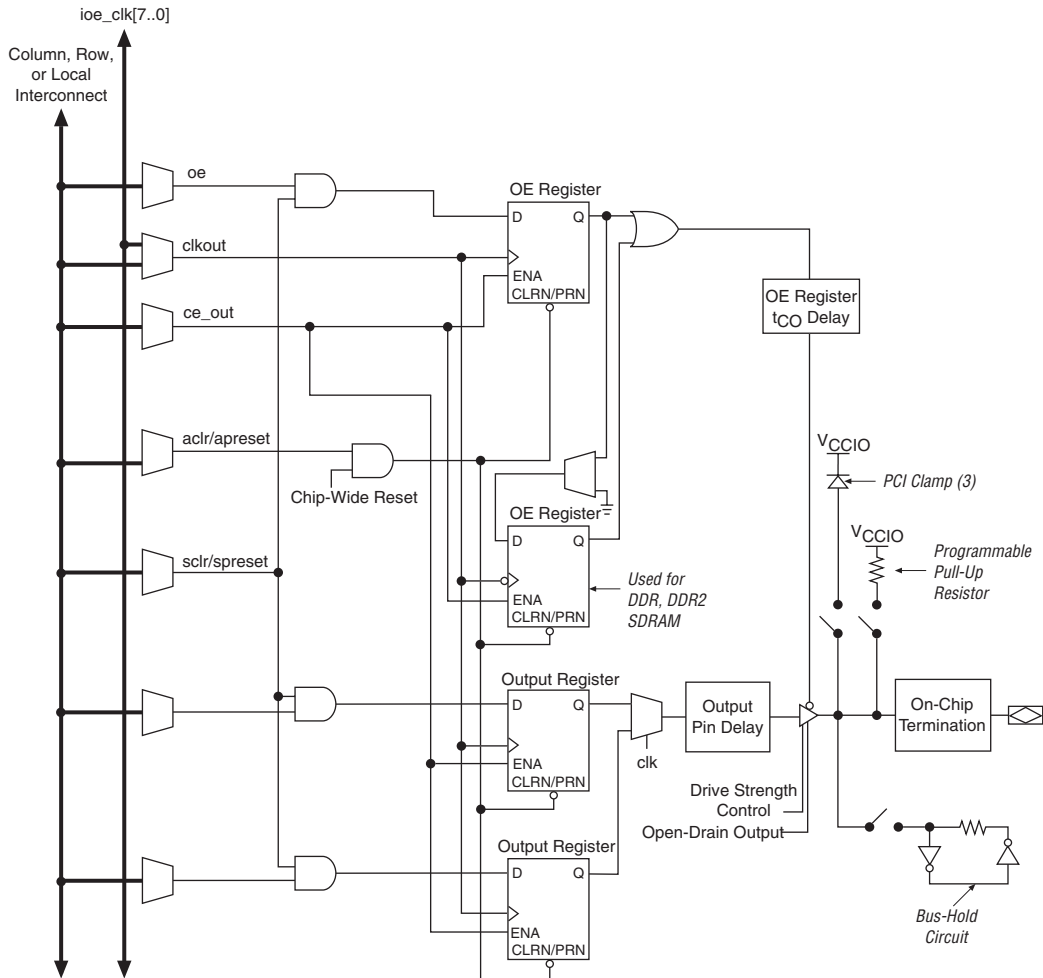 ioe_clk[7..0]
Column, Row,
or Local
Interconnect
oe
OE Register
D
Q
clkout
ENA
CLRN/PRN
ce_out
OE Register
tCO Delay
aclr/apreset
Chip-Wide Reset
VCCIO
PCI Clamp (3)
OE Register
D
Q
VCCIO
Programmable
Pull-Up
Resistor
sclr/spreset
Used for
DDR, DDR2
SDRAM
ENA
CLRN/PRN
Output Register
D
Q
Output
Pin Delay
On-Chip
Termination
ENA
CLRN/PRN
clk
Drive Strength
Control
Open-Drain Output
Output Register
D
Q
ENA
CLRN/PRN
Bus-Hold
Circuit